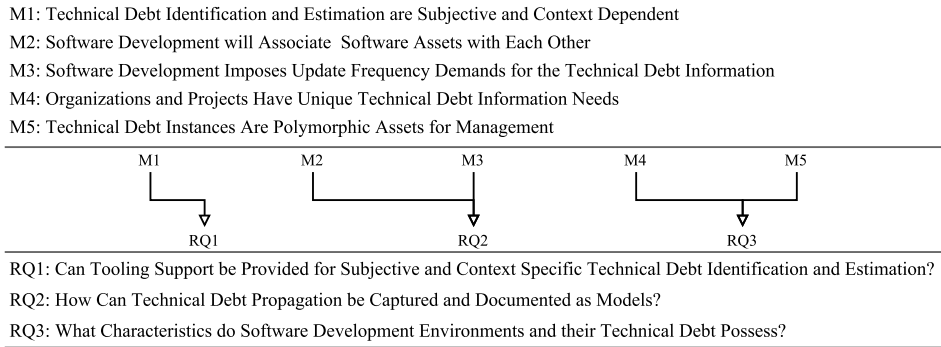 M1: Technical Debt Identification and Estimation are Subjective and Context Dependent
M2: Software Development will Associate Software Assets with Each Other
M3: Software Development Imposes Update Frequency Demands for the Technical Debt Information
M4: Organizations and Projects Have Unique Technical Debt Information Needs
M5: Technical Debt Instances Are Polymorphic Assets for Management
M1 M2 M3 M4 M5
RQ1 RQ2 RQ3
RQ1: Can Tooling Support be Provided for Subjective and Context Specific Technical Debt Identification and Estimation?
RQ2: How Can Technical Debt Propagation be Captured and Documented as Models?
RQ3: What Characteristics do Software Development Environments and their Technical Debt Possess?